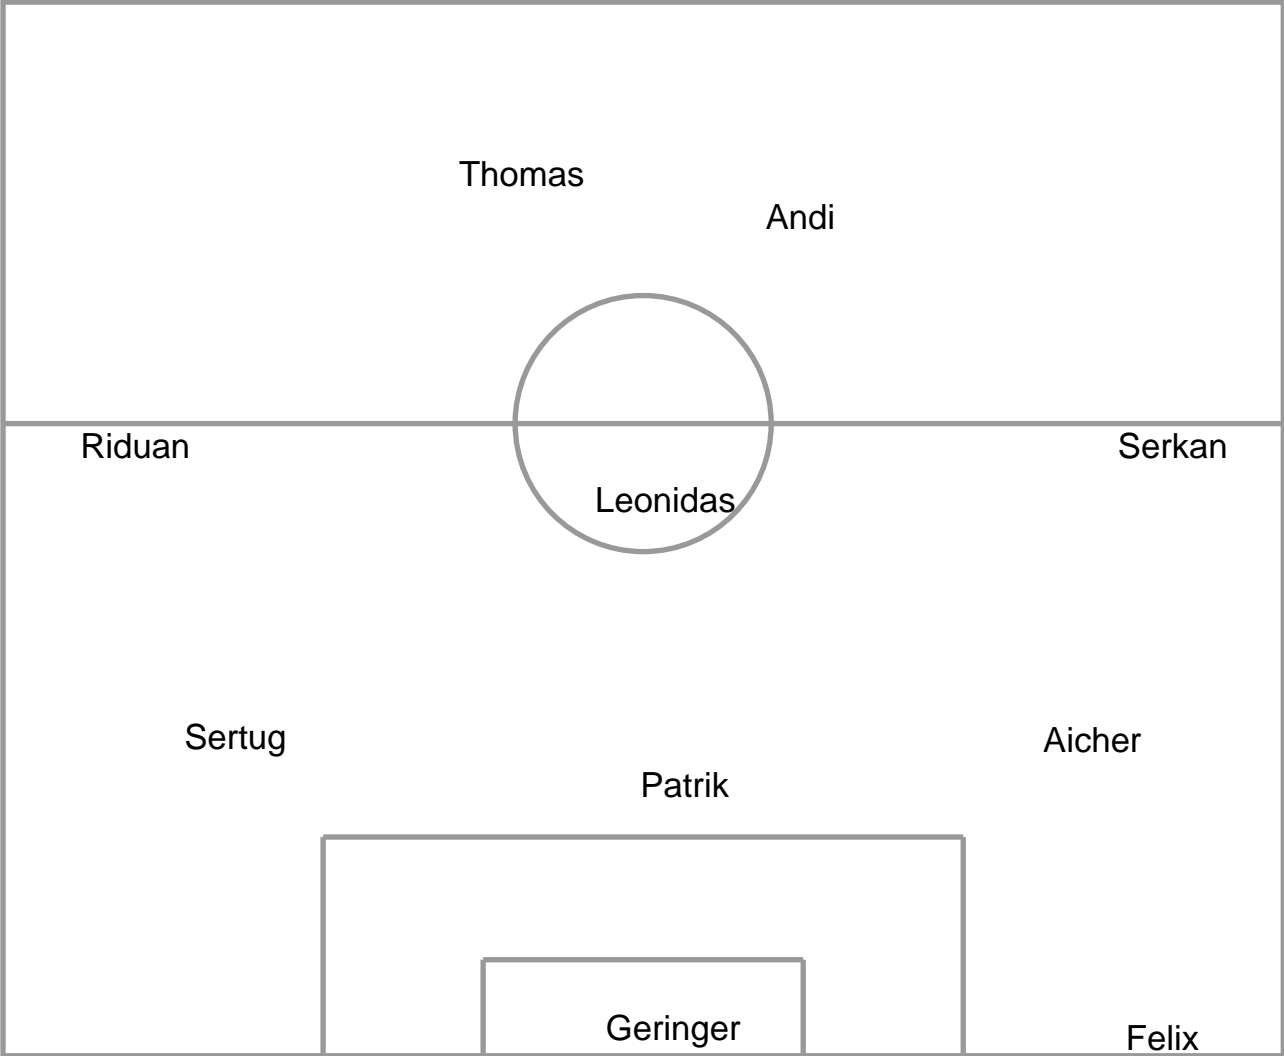 Thomas
Andi
Riduan
Serkan
Leonidas
Sertug
Aicher
Patrik
Geringer
Felix